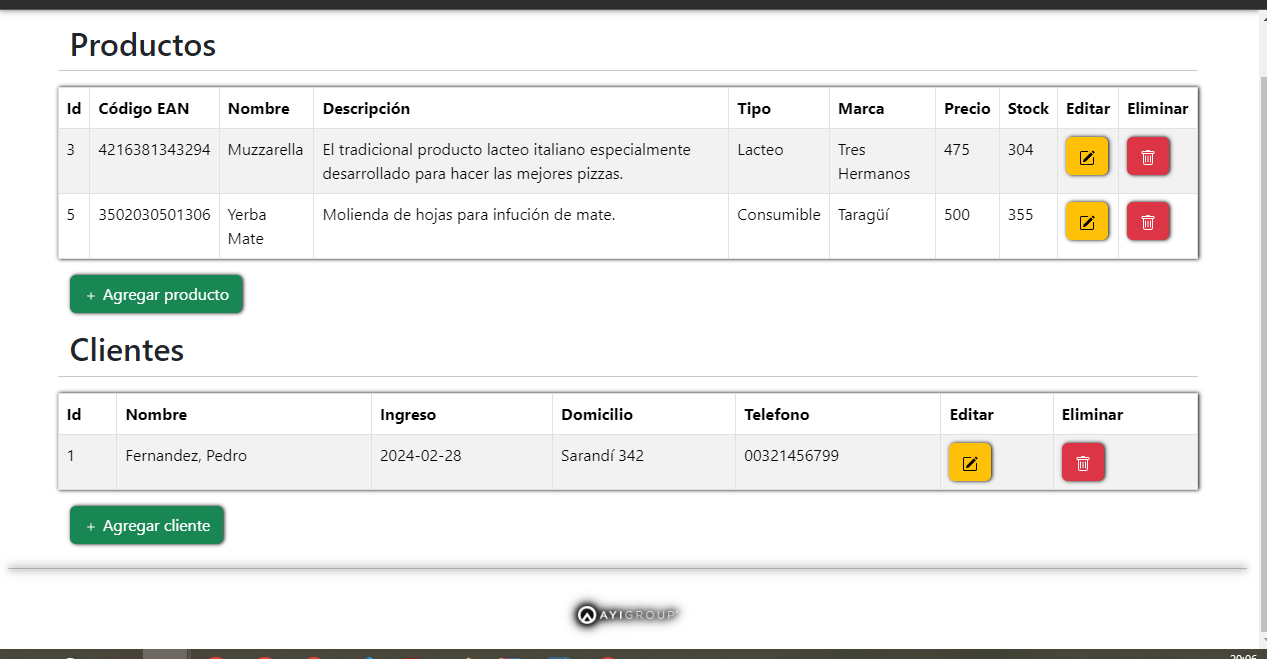 Productos
Id Código EAN Nombre Descripción Tipo Marca Precio Stock Editar Eliminar
3 4216381343294 Muzzarella El tradicional producto lacteo italiano especialmente Lacteo Tres 475 304
desarrollado para hacer las mejores pizzas. Hermanos
5 3502030501306 Yerba Molienda de hojas para infución de mate. Consumible Taragüí 500 355
Mate
+ Agregar producto
Clientes
Id Nombre Ingreso Domicilio Telefono Editar Eliminar
1 Fernandez, Pedro 2024-02-28 Sarandí 342 00321456799
+ Agregar cliente
AYIGROUP